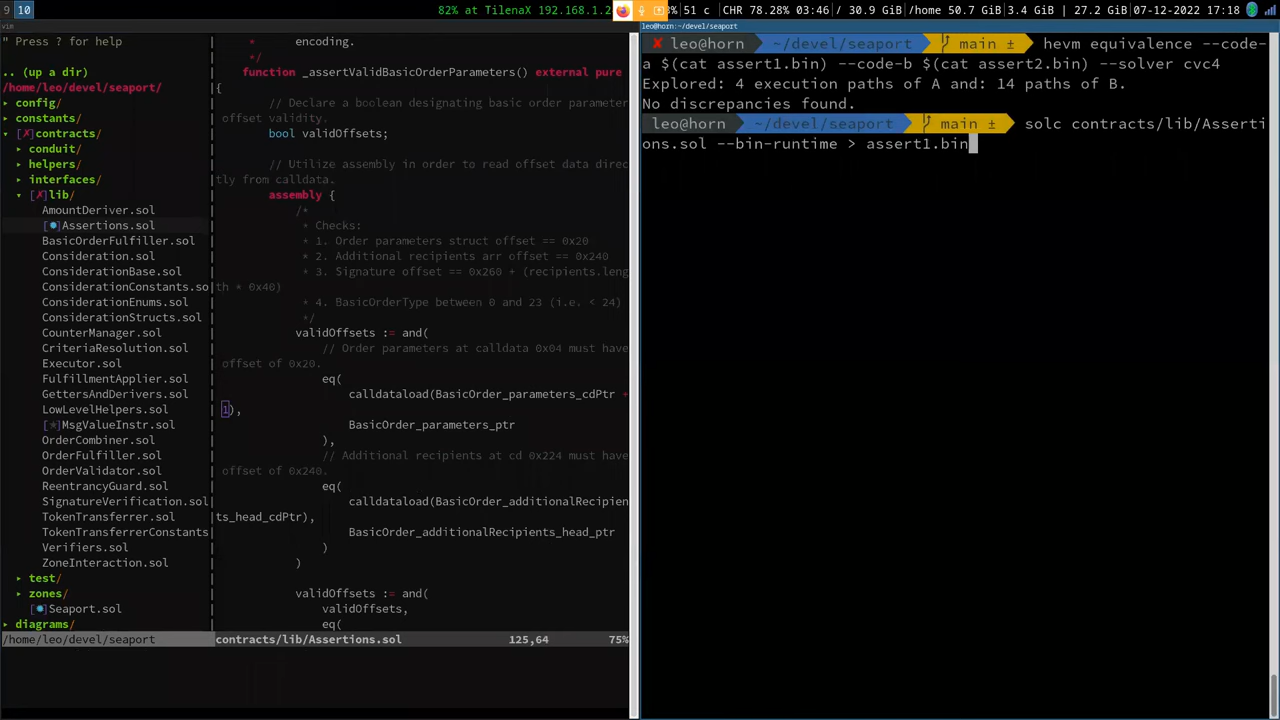 9 10 82% at TilenaX 192.168.1.2 8% 51 c CHR 78.28% 03:46 / 30.9 GiB /home 50.7 GiB 3.4 GiB / 27.2 GiB 07-12-2022 17:18
vim
" Press ? for help
.. (up a dir)
/home/leo/devel/seaport/
▸ config/
▸ constants/
▾ [✗]contracts/
▸ conduit/
▸ helpers/
▸ interfaces/
▾ [✗]lib/
AmountDeriver.sol
Assertions.sol
BasicOrderFulfiller.sol
Consideration.sol
ConsiderationBase.sol
ConsiderationConstants.so
ConsiderationEnums.sol
ConsiderationStructs.sol
CounterManager.sol
CriteriaResolution.sol
Executor.sol
FulfillmentApplier.sol
GettersAndDerivers.sol
LowLevelHelpers.sol
MsgValueInstr.sol
OrderCombiner.sol
OrderFulfiller.sol
OrderValidator.sol
ReentrancyGuard.sol
SignatureVerification.sol
TokenTransferrer.sol
TokenTransferrerConstants
Verifiers.sol
ZoneInteraction.sol
▸ test/
▸ zones/
Seaport.sol
▸ diagrams/
/home/leo/devel/seaport
* encoding.
*/
function _assertValidBasicOrderParameters() external pure
{
// Declare a boolean designating basic order parameter
offset validity.
bool validOffsets;
// Utilize assembly in order to read offset data direc
tly from calldata.
assembly {
/*
* Checks:
* 1. Order parameters struct offset == 0x20
* 2. Additional recipients arr offset == 0x240
* 3. Signature offset == 0x260 + (recipients.leng
th * 0x40)
* 4. BasicOrderType between 0 and 23 (i.e. < 24)
*/
validOffsets := and(
// Order parameters at calldata 0x04 must have
offset of 0x20.
eq(
calldataload(BasicOrder_parameters_cdPtr +
1),
BasicOrder_parameters_ptr
),
// Additional recipients at cd 0x224 must have
offset of 0x240.
eq(
calldataload(BasicOrder_additionalRecipien
ts_head_cdPtr),
BasicOrder_additionalRecipients_head_ptr
)
)
validOffsets := and(
validOffsets,
eq(
contracts/lib/Assertions.sol 125,64 75%
leo@horn:~/devel/seaport
✘ leo@horn ~/devel/seaport main ± hevm equivalence --code-
a $(cat assert1.bin) --code-b $(cat assert2.bin) --solver cvc4
Explored: 4 execution paths of A and: 14 paths of B.
No discrepancies found.
leo@horn ~/devel/seaport main ± solc contracts/lib/Asserti
ons.sol --bin-runtime > assert1.bin